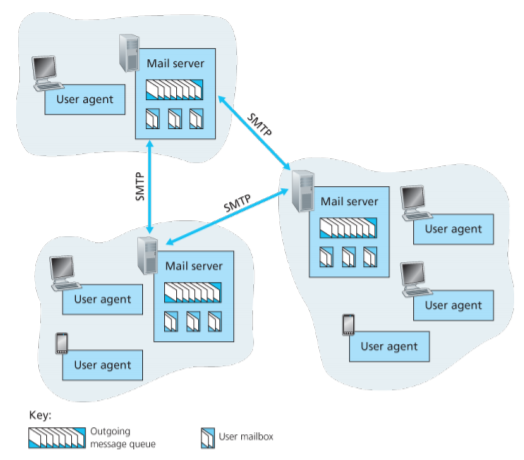 Mail server
User agent
SMTP
SMTP
SMTP
Mail server
User agent
Mail server
User agent
User agent
User agent
User agent
Key:
Outgoing
message queue
User mailbox